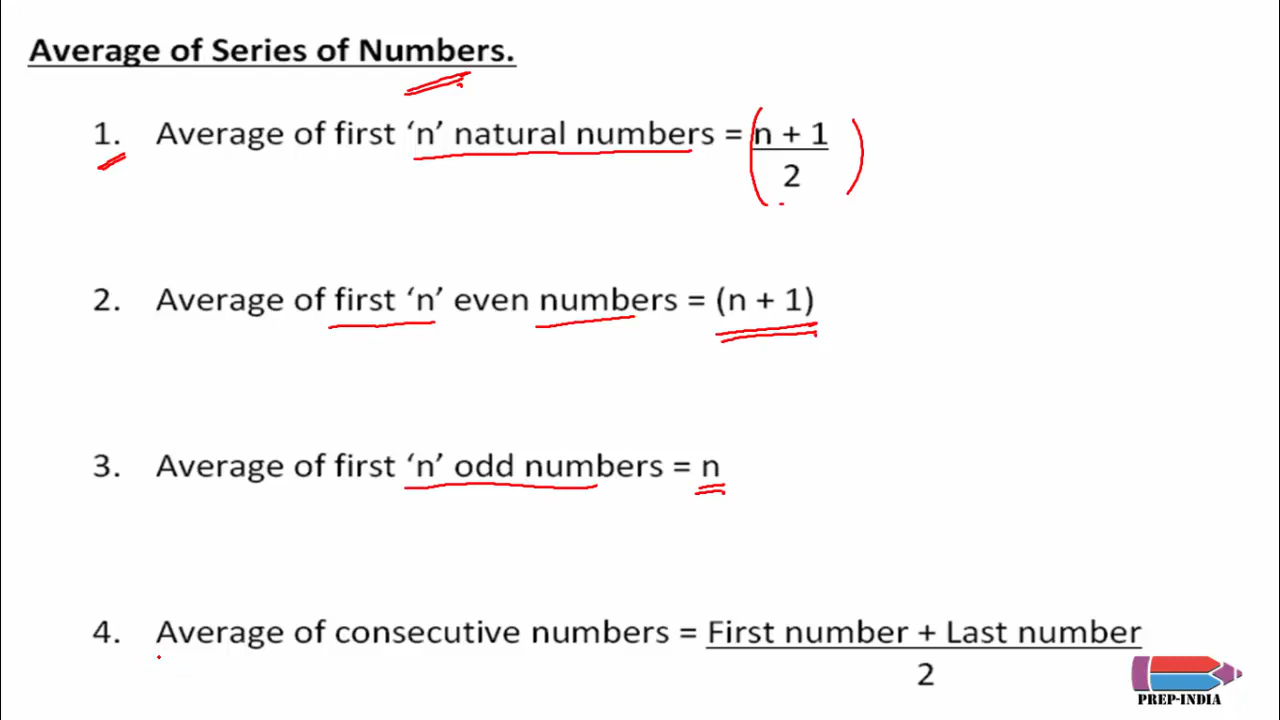 Average of Series of Numbers.
1. Average of first ‘n’ natural numbers = n + 1
2
2. Average of first ‘n’ even numbers = (n + 1)
3. Average of first ‘n’ odd numbers = n
4. Average of consecutive numbers = First number + Last number
2
PREP-INDIA